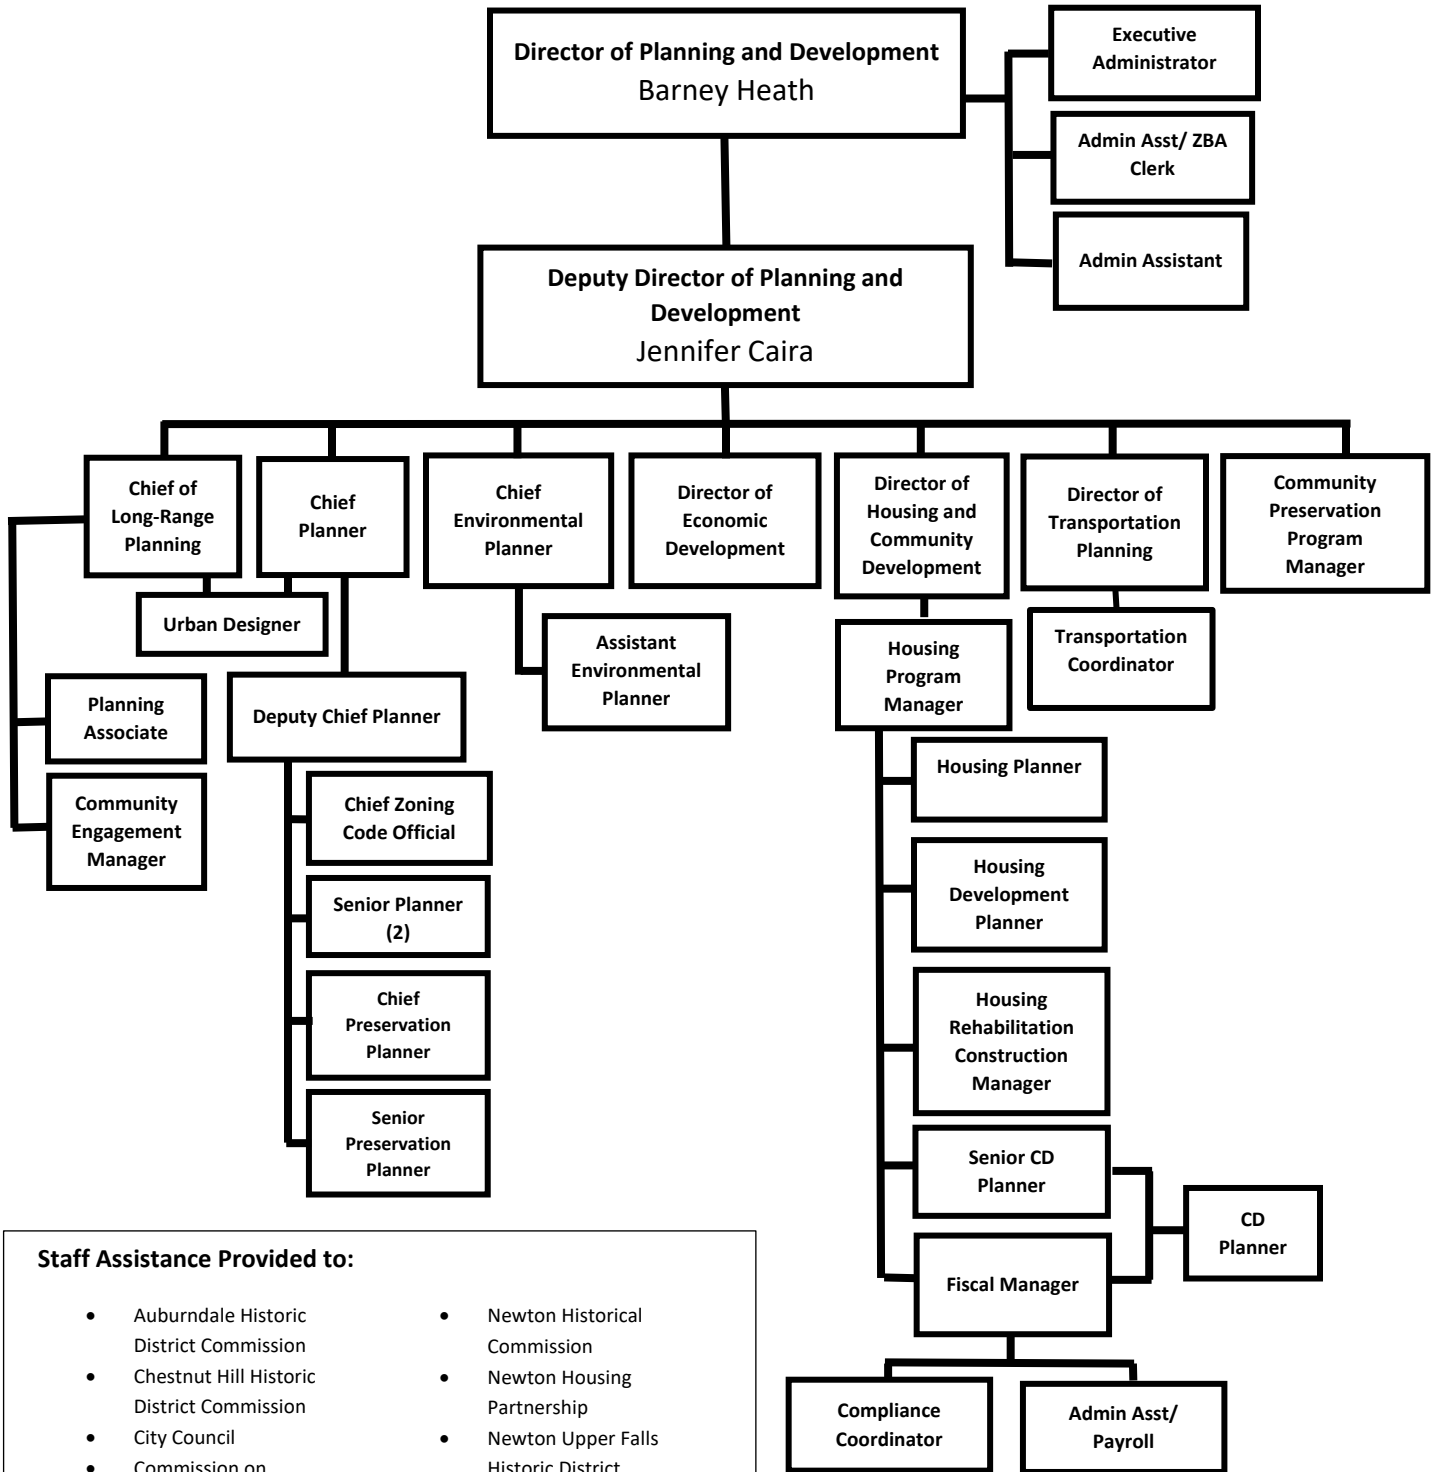 Director of Planning and Development
Barney Heath
Executive
Administrator
Admin Asst/ ZBA
Clerk
Admin Assistant
Deputy Director of Planning and
Development
Jennifer Caira
Chief of
Long-Range
Planning
Chief
Planner
Chief
Environmental
Planner
Director of
Economic
Development
Director of
Housing and
Community
Development
Director of
Transportation
Planning
Community
Preservation
Program
Manager
Urban Designer
Planning
Associate
Community
Engagement
Manager
Deputy Chief Planner
Chief Zoning
Code Official
Senior Planner
(2)
Chief
Preservation
Planner
Senior
Preservation
Planner
Assistant
Environmental
Planner
Housing
Program
Manager
Transportation
Coordinator
Housing Planner
Housing
Development
Planner
Housing
Rehabilitation
Construction
Manager
Senior CD
Planner
CD
Planner
Fiscal Manager
Compliance
Coordinator
Admin Asst/
Payroll
Staff Assistance Provided to:
• Auburndale Historic
District Commission
• Chestnut Hill Historic
District Commission
• City Council
• Commission on
• Newton Historical
Commission
• Newton Housing
Partnership
• Newton Upper Falls
Historic District